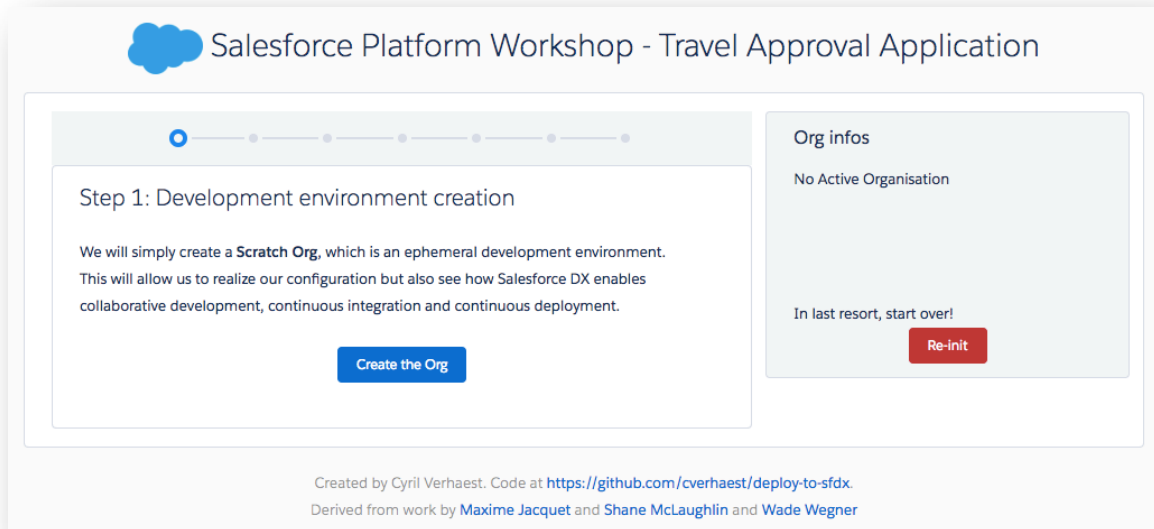 Salesforce Platform Workshop - Travel Approval Application
Step 1: Development environment creation
We will simply create a Scratch Org, which is an ephemeral development environment.
This will allow us to realize our configuration but also see how Salesforce DX enables
collaborative development, continuous integration and continuous deployment.
Create the Org
Org infos
No Active Organisation
In last resort, start over!
Re-init
Created by Cyril Verhaest. Code at https://github.com/cverhaest/deploy-to-sfdx.
Derived from work by Maxime Jacquet and Shane McLaughlin and Wade Wegner